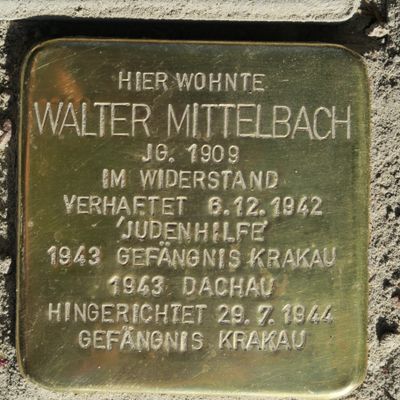 HIER WOHNTE
WALTER MITTELBACH
JG. 1909
IM WIDERSTAND
VERHAFTET 6.12.1942
'JUDENHILFE'
1943 GEFÄNGNIS KRAKAU
1943 DACHAU
HINGERICHTET 29.7.1944
GEFÄNGNIS KRAKAU